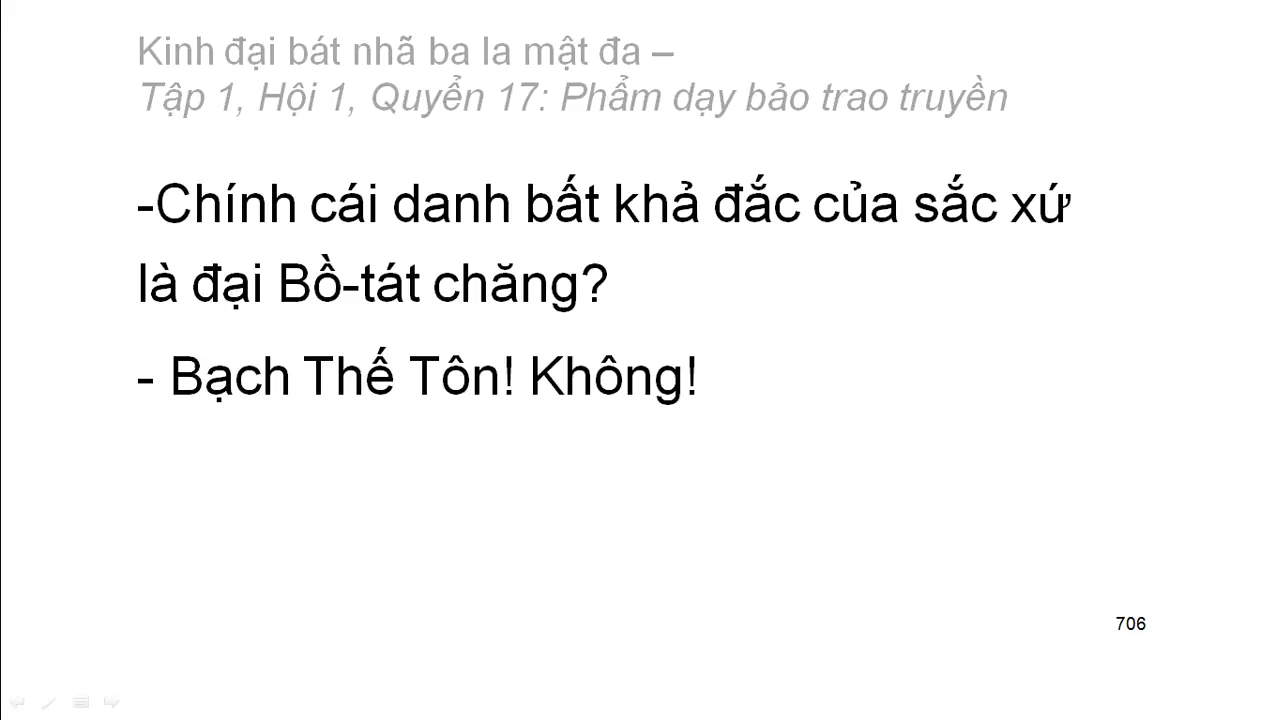 Kinh đại bát nhã ba la mật đa –
Tập 1, Hội 1, Quyển 17: Phẩm dạy bảo trao truyền
-Chính cái danh bất khả đắc của sắc xứ
là đại Bồ-tát chăng?
- Bạch Thế Tôn! Không!
706